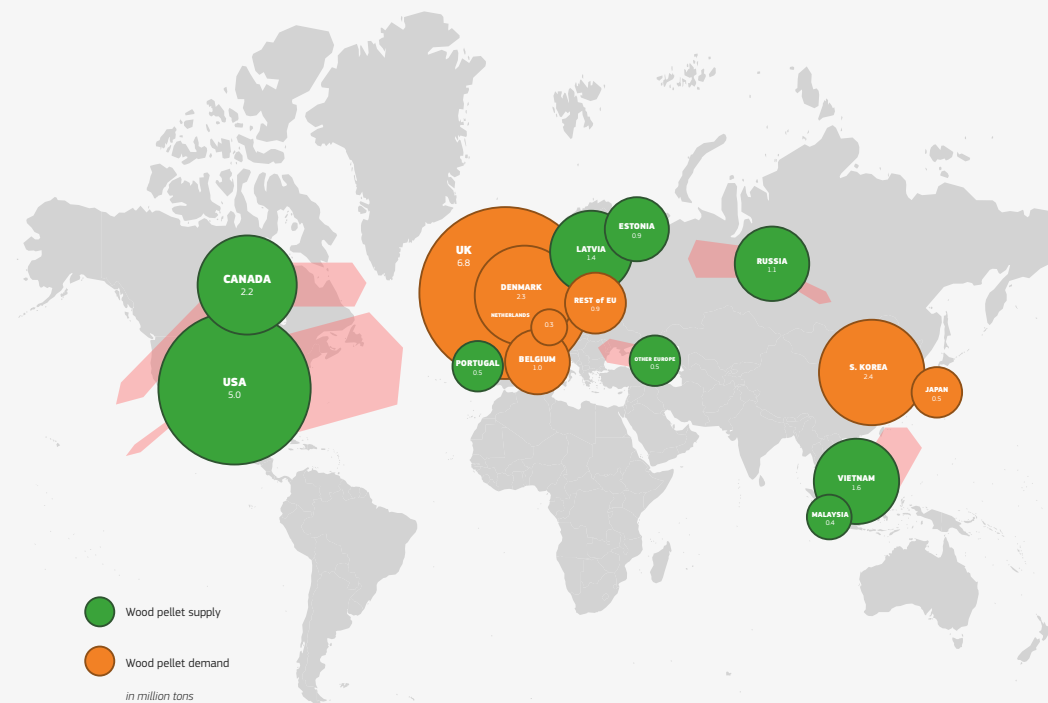 CANADA
2.2
USA
5.0
UK
6.8
DENMARK
2.3
NETHERLANDS
0.3
BELGIUM
1.0
PORTUGAL
0.5
LATVIA
1.4
ESTONIA
0.9
REST of EU
0.9
OTHER EUROPE
0.5
RUSSIA
1.1
S. KOREA
2.4
JAPAN
0.5
VIETNAM
1.6
MALAYSIA
0.4
Wood pellet supply
Wood pellet demand
in million tons